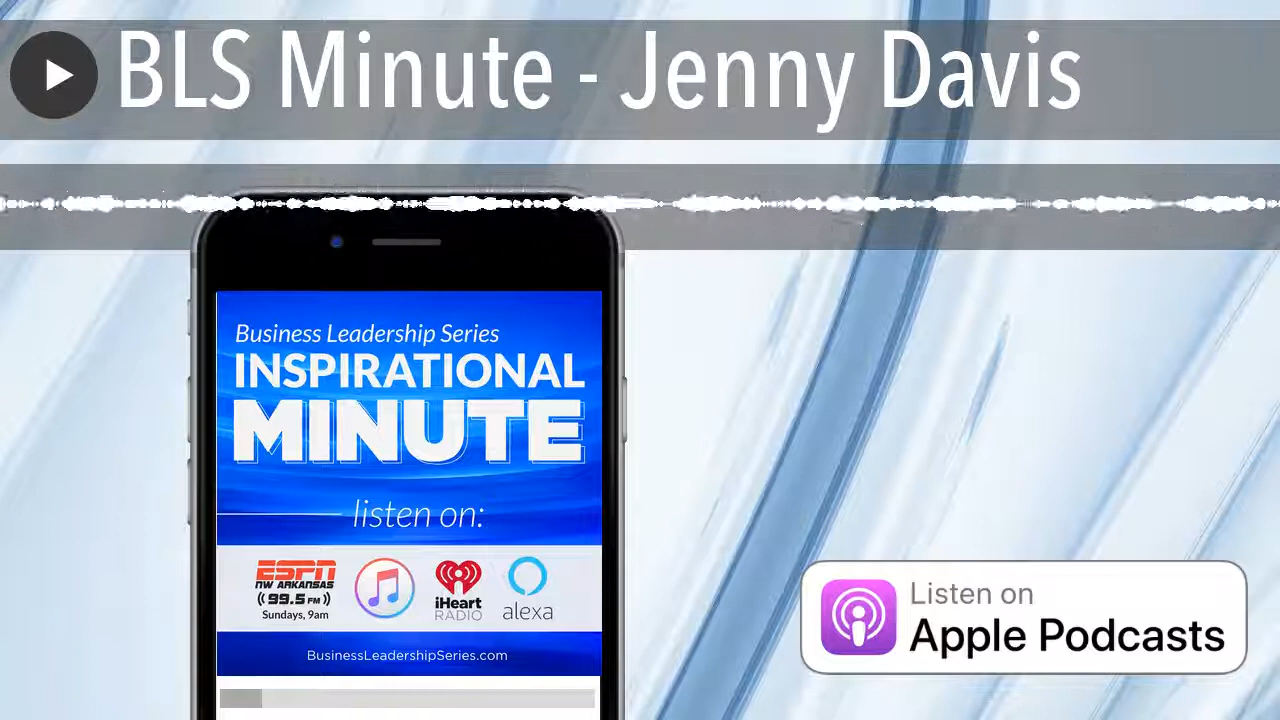 BLS Minute - Jenny Davis
Business Leadership Series
INSPIRATIONAL
MINUTE
listen on:
ESPN
NW ARKANSAS
99.5 FM
Sundays, 9am
iHeart
RADIO
alexa
BusinessLeadershipSeries.com
Listen on
Apple Podcasts